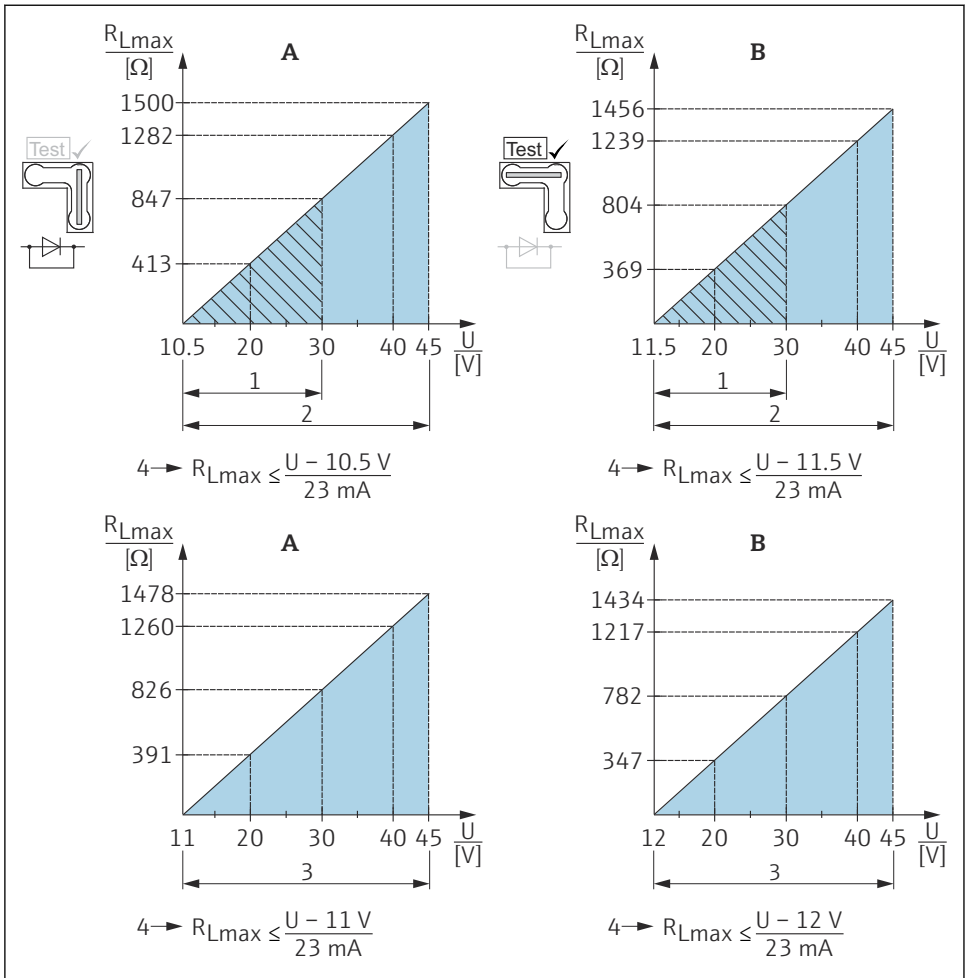 RLmax
[Ω]
A
1500
1282
847
413
Test
10.5 20 30 40 45 U
[V]
1
2
4 RLmax ≤ U – 10.5 V
23 mA
RLmax
[Ω]
B
1456
1239
804
369
Test
11.5 20 30 40 45 U
[V]
1
2
4 RLmax ≤ U – 11.5 V
23 mA
RLmax
[Ω]
A
1478
1260
826
391
11 20 30 40 45 U
[V]
3
4 RLmax ≤ U – 11 V
23 mA
RLmax
[Ω]
B
1434
1217
782
347
12 20 30 40 45 U
[V]
3
4 RLmax ≤ U – 12 V
23 mA